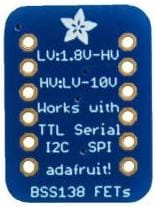 LV:1.8V-HV
HV:LV-10V
Works with
TTL Serial
I2C SPI
adafruit!
BSS138 FETs